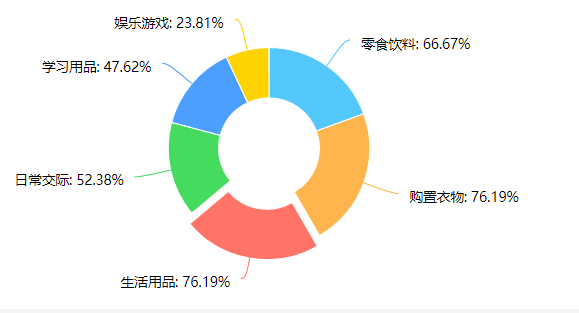 娱乐游戏: 23.81%
零食饮料: 66.67%
学习用品: 47.62%
日常交际: 52.38%
购置衣物: 76.19%
生活用品: 76.19%